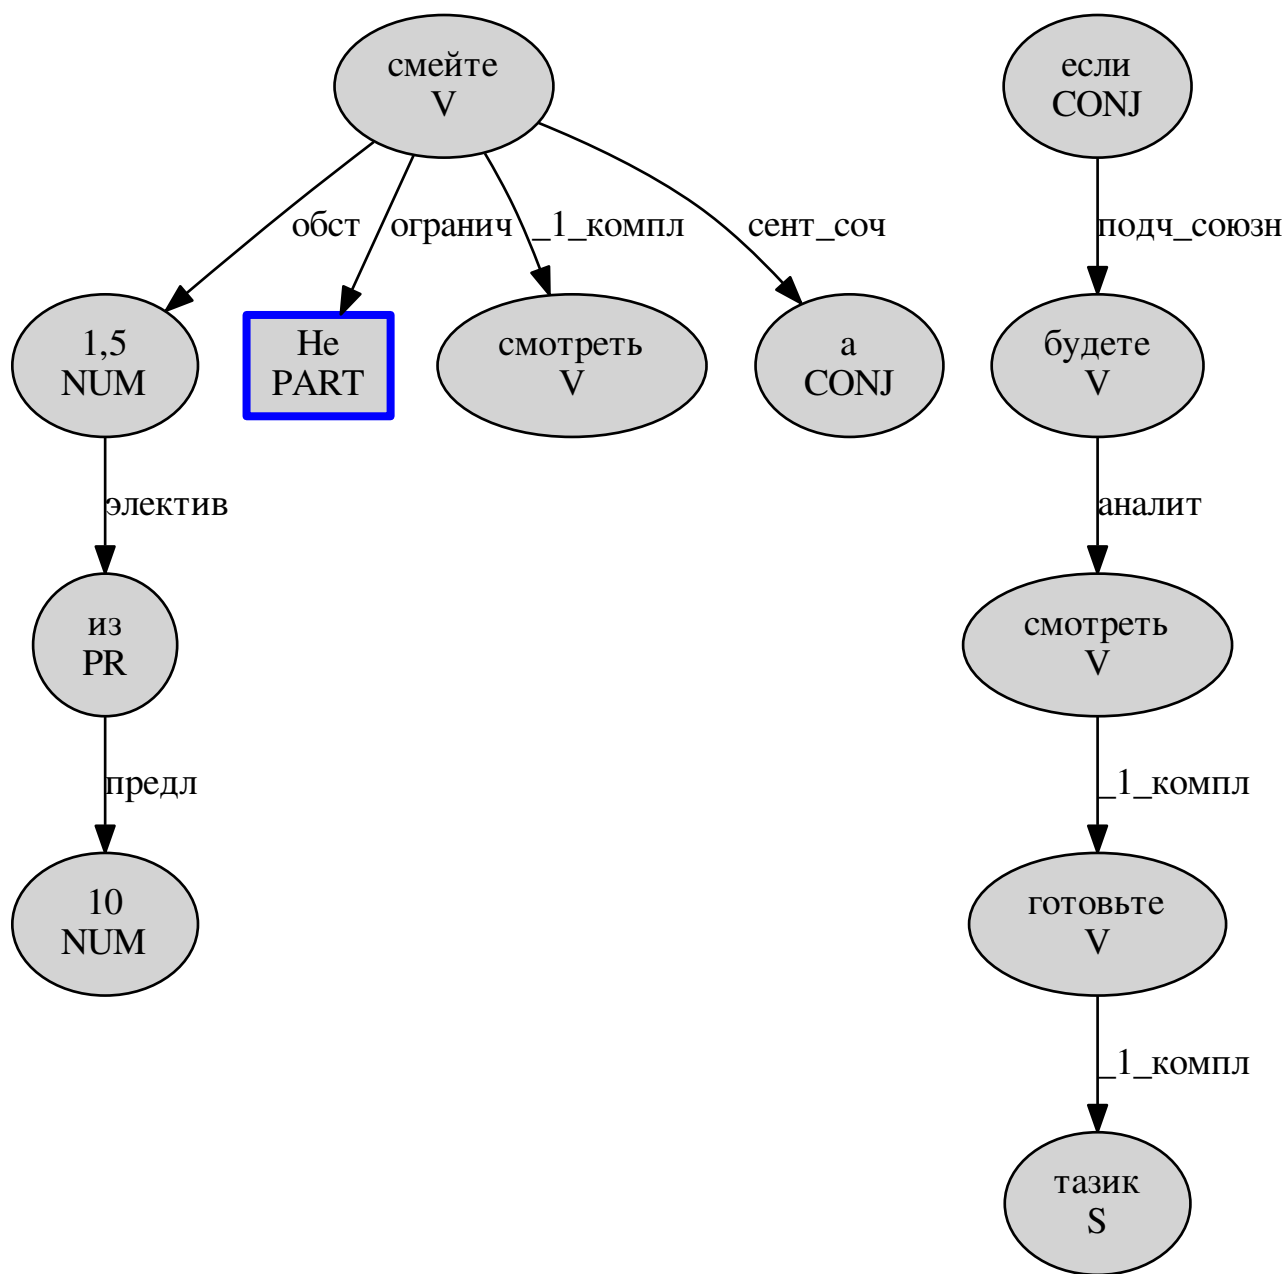 смейте
V
если
CONJ
обст
огранич
_1_компл
сент_соч
подч_союзн
1,5
NUM
Не
PART
смотреть
V
а
CONJ
будете
V
электив
аналит
из
PR
смотреть
V
предл
_1_компл
10
NUM
готовьте
V
_1_компл
тазик
S